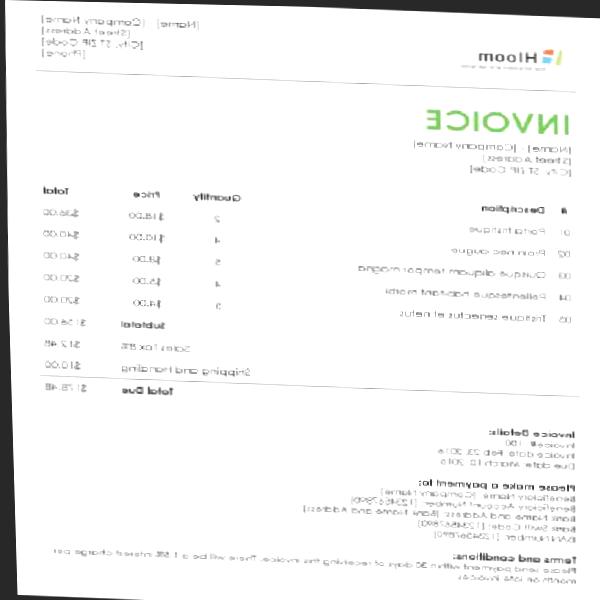 Hloom
[Name] [Company Name]
[Street Address]
[City, ST ZIP Code]
[Phone]
INVOICE
[Name] [Company Name]
[Street Address]
[City, ST ZIP Code]
# Description Quantity Price Total
01 Porta tristique 2 $18.00 $36.00
02 Proin nec augue 4 $10.00 $40.00
03 Quisque aliquam tempor magna 5 $8.00 $40.00
04 Pellentesque habitant morbi 4 $5.00 $20.00
05 Tristique senectus et netus 5 $4.00 $20.00
Subtotal $156.00
Sales Tax 8% $12.48
Shipping and Handling $10.00
Total Due $178.48
Invoice Details:
Invoice#: 100
Invoice date: Feb 23, 2016
Due date: March 10, 2016
Please make a payment to:
Beneficiary Name: [Company Name]
Beneficiary Account Number: [1234567890]
Bank Name and Address: [Bank Name and Address]
Bank Swift Code: [1234567890]
IBAN Number: [1234567890]
Terms and conditions:
Please send payment within 30 days of receiving this invoice. There will be a 1.5% interest charge per
month on late invoices.